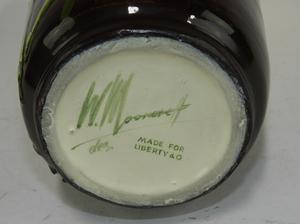 W. Moorcroft
des.
MADE FOR
LIBERTY & Co